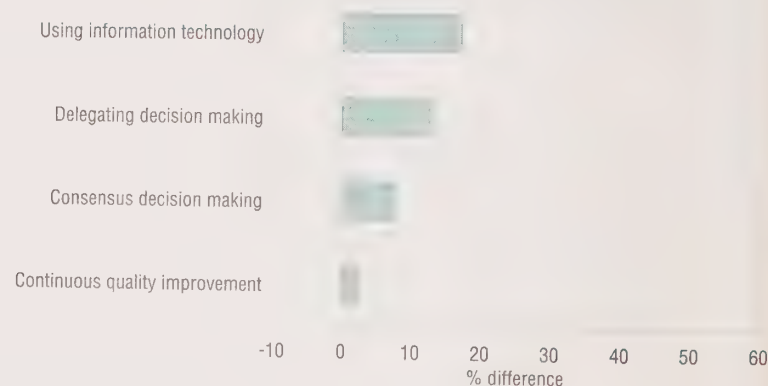 Using information technology
Delegating decision making
Consensus decision making
Continuous quality improvement
-10 0 10 20 30 40 50 60
% difference